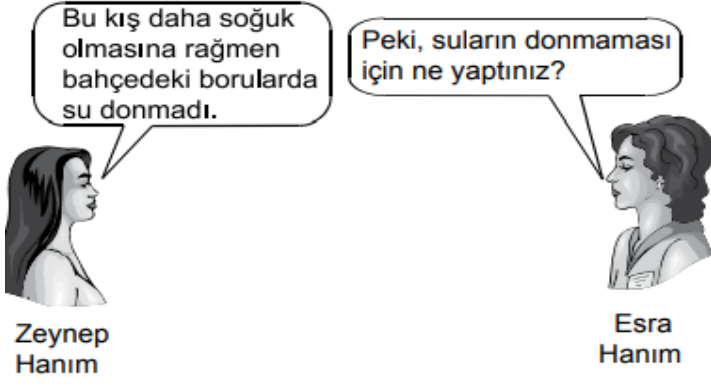 Bu kış daha soğuk
olmasına rağmen
bahçedeki borularda
su donmadı.
Peki, suların donmaması
için ne yaptınız?
Zeynep
Hanım
Esra
Hanım